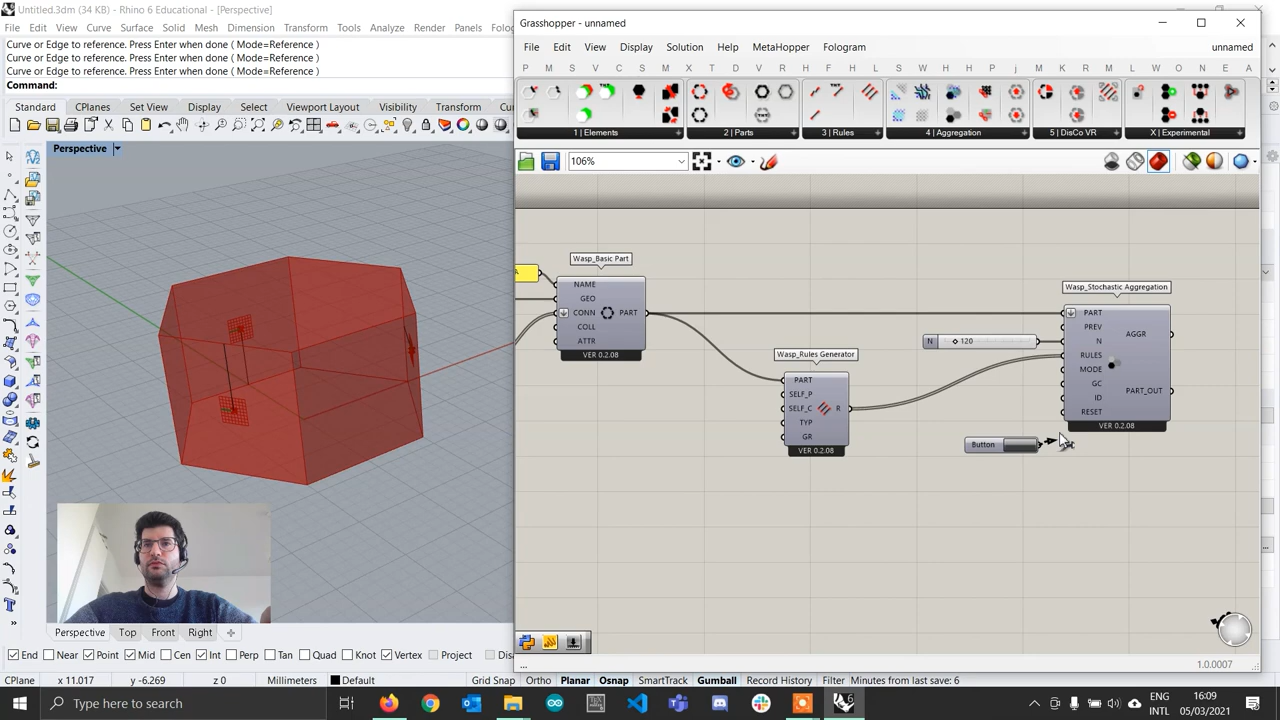 Untitled.3dm (34 KB) - Rhino 6 Educational - [Perspective]
File Edit View Curve Surface Solid Mesh Dimension Transform Tools Analyze Render Panels
Curve or Edge to reference. Press Enter when done ( Mode=Reference )
Curve or Edge to reference. Press Enter when done ( Mode=Reference )
Curve or Edge to reference. Press Enter when done ( Mode=Reference )
Command:
Standard CPlanes Set View Display Select Viewport Layout Visibility Transform
Perspective
Grasshopper - unnamed
File Edit View Display Solution Help MetaHopper Fologram unnamed
P M S V C S M X T D V J H F H L S W M H P j M C V K H M L W O N E A
1 | Elements 2 | Parts 3 | Rules 4 | Aggregation 5 | DisCo VR X | Experimental
106%
Wasp_Basic Part
NAME
GEO
CONN PART
COLL
ATTR
VER 0.2.08
Wasp_Rules Generator
PART
SELF_P
SELF_C R
TYP
GR
VER 0.2.08
N 120
Button
Wasp_Stochastic Aggregation
PART
PREV AGGR
N
RULES
MODE
GC PART_OUT
ID
RESET
VER 0.2.08
Perspective Top Front Right
End Near Point Mid Cen Int Perp Tan Quad Knot Vertex Project
... 1.0.0007
CPlane x 11.017 y -6.269 z 0 Millimeters Default Grid Snap Ortho Planar Osnap SmartTrack Gumball Record History Filter Minutes from last save: 6
Type here to search
ENG
INTL
16:09
05/03/2021